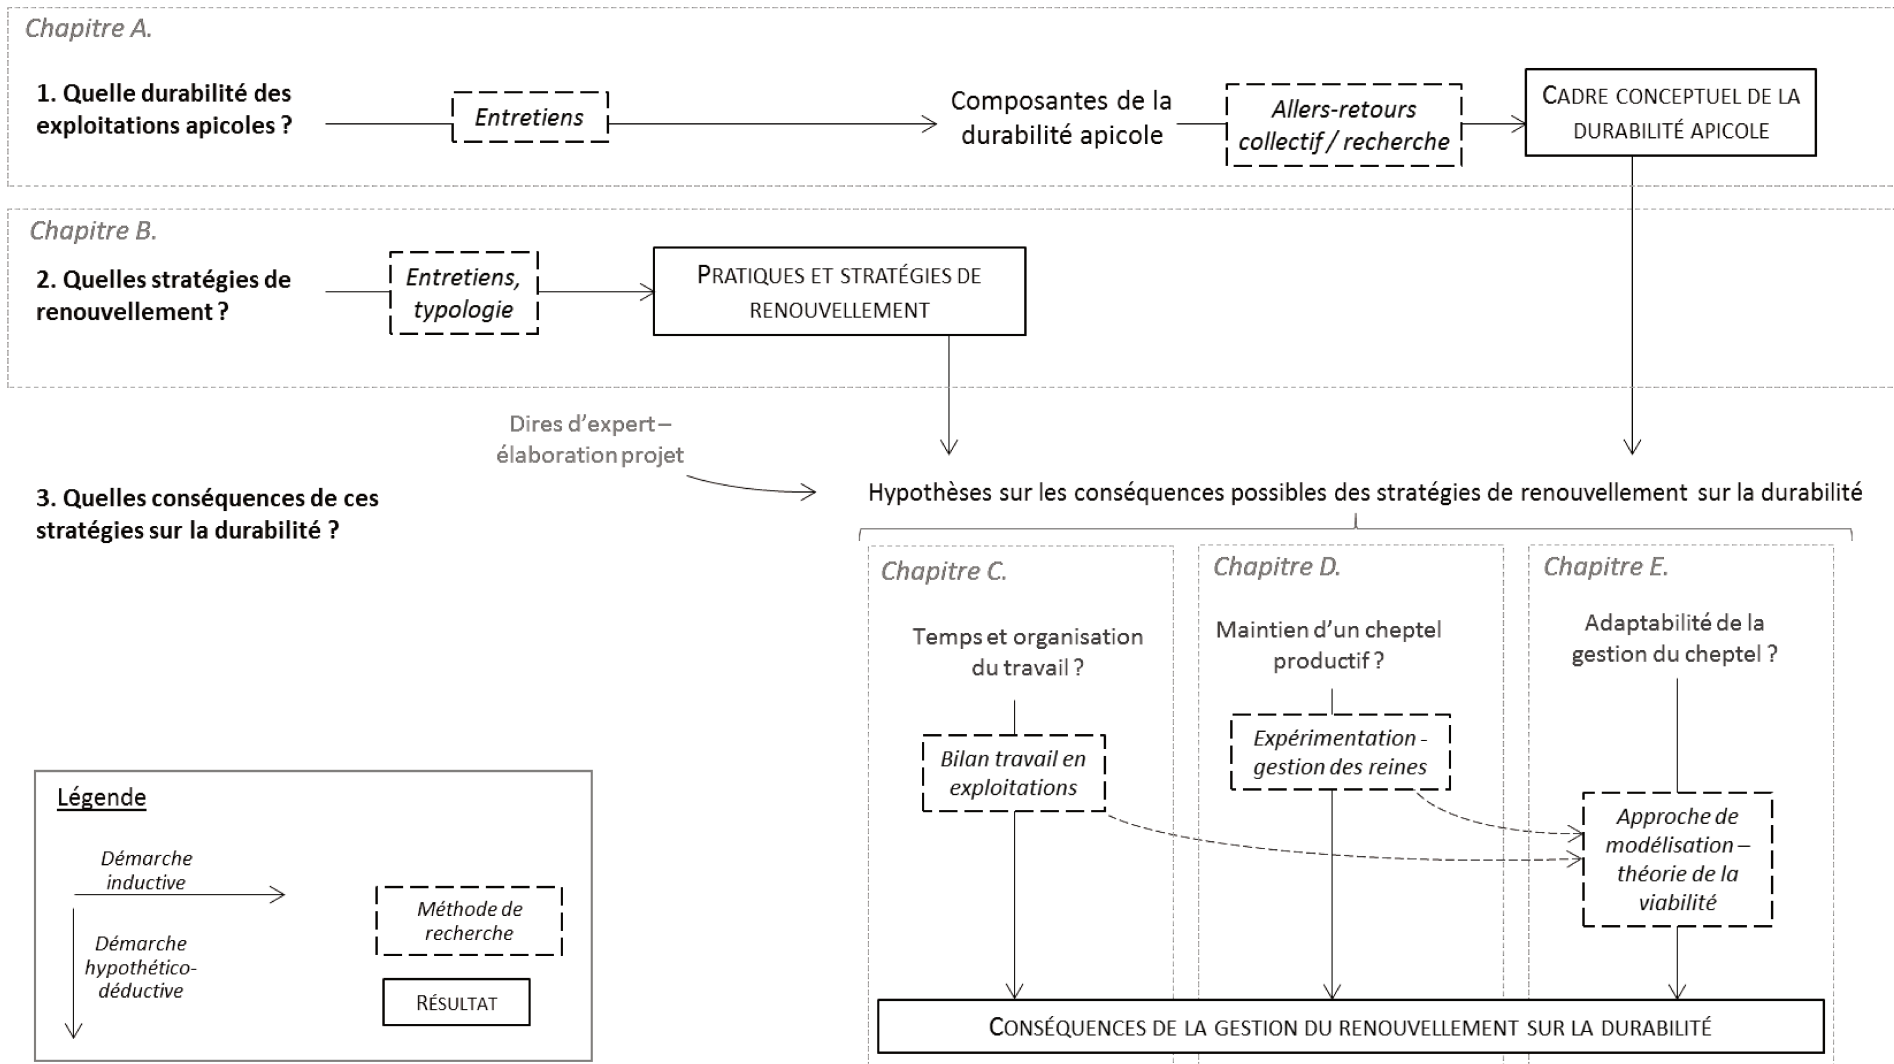 Chapitre A.
1. Quelle durabilité des
exploitations apicoles ?
Entretiens
Composantes de la
durabilité apicole
Allers-retours
collectif / recherche
CADRE CONCEPTUEL DE LA
DURABILITÉ APICOLE
Chapitre B.
2. Quelles stratégies de
renouvellement ?
Entretiens,
typologie
PRATIQUES ET STRATÉGIES DE
RENOUVELLEMENT
Dires d'expert –
élaboration projet
3. Quelles conséquences de ces
stratégies sur la durabilité ?
Hypothèses sur les conséquences possibles des stratégies de renouvellement sur la durabilité
Chapitre C.
Temps et organisation
du travail ?
Bilan travail en
exploitations
Chapitre D.
Maintien d'un cheptel
productif ?
Expérimentation -
gestion des reines
Chapitre E.
Adaptabilité de la
gestion du cheptel ?
Approche de
modélisation –
théorie de la
viabilité
CONSÉQUENCES DE LA GESTION DU RENOUVELLEMENT SUR LA DURABILITÉ
Légende
Démarche
inductive
Démarche
hypothético-
déductive
Méthode de
recherche
RÉSULTAT